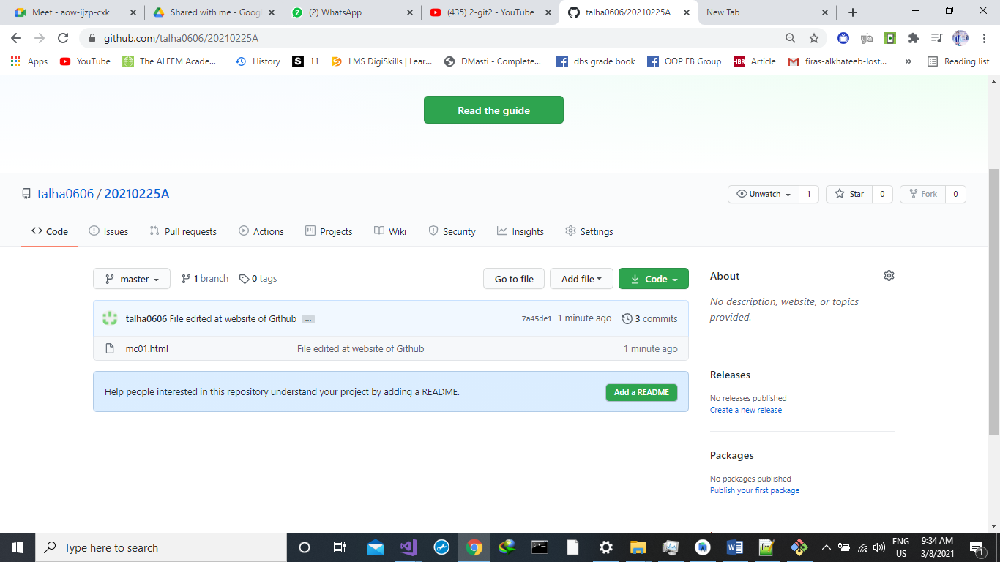 Meet - aow-ijzp-cxk
Shared with me - Goog
2 (2) WhatsApp
(435) 2-git2 - YouTube
talha0606/20210225A
New Tab
github.com/talha0606/20210225A
Apps
YouTube
The ALEEM Acade...
History
S 11
LMS DigiSkills | Lear...
DMasti - Complete...
dbs grade book
OOP FB Group
HBR Article
firas-alkhateeb-lost...
»
Reading list
Read the guide
talha0606 / 20210225A
Unwatch 1
Star 0
Fork 0
Code
Issues
Pull requests
Actions
Projects
Wiki
Security
Insights
Settings
master
1 branch
0 tags
Go to file
Add file
Code
talha0606 File edited at website of Github ...
7a45de1 1 minute ago
3 commits
mc01.html
File edited at website of Github
1 minute ago
Help people interested in this repository understand your project by adding a README.
Add a README
About
No description, website, or topics
provided.
Releases
No releases published
Create a new release
Packages
No packages published
Publish your first package
Type here to search
ENG
US
9:34 AM
3/8/2021
1